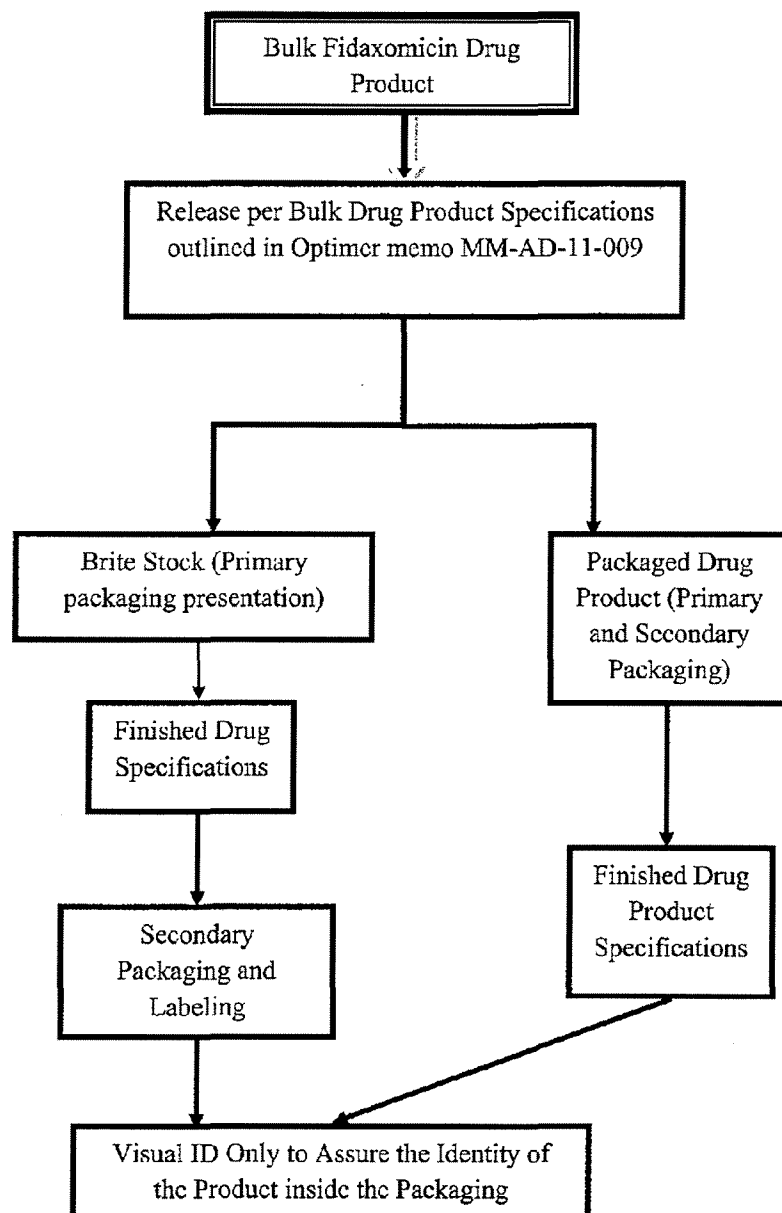 Bulk Fidaxomicin Drug
Product
Release per Bulk Drug Product Specifications
outlined in Optimer memo MM-AD-11-009
Brite Stock (Primary
packaging presentation)
Packaged Drug
Product (Primary
and Secondary
Packaging)
Finished Drug
Specifications
Finished Drug
Product
Specifications
Secondary
Packaging and
Labeling
Visual ID Only to Assure the Identity of
the Product inside the Packaging